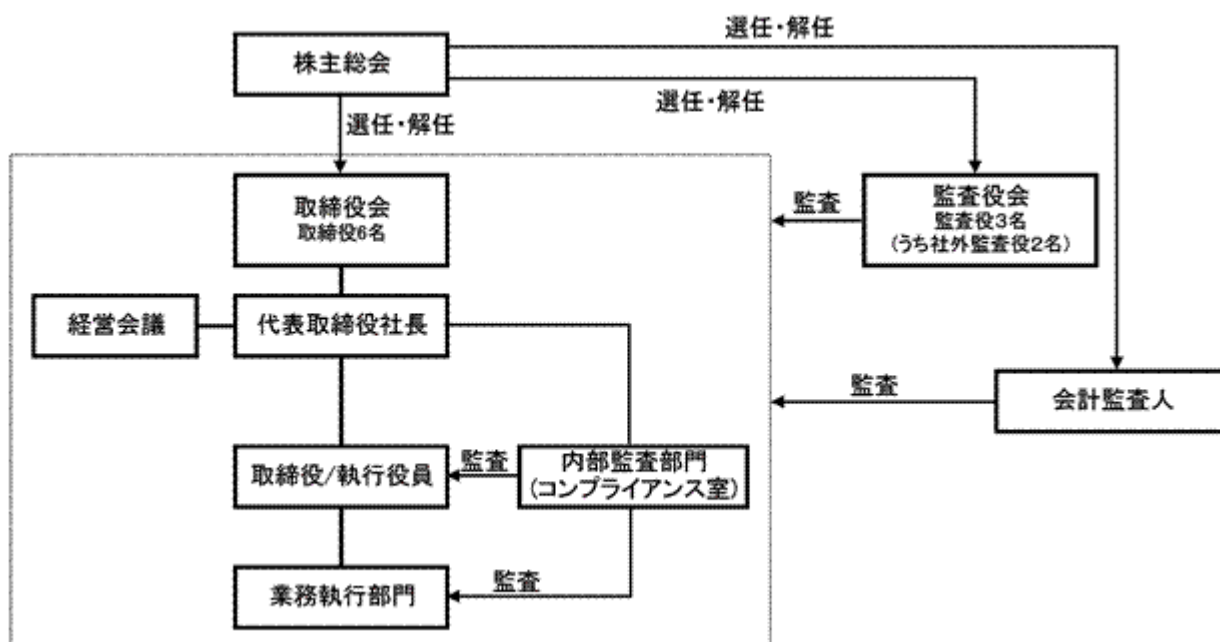 選任・解任
株主総会
選任・解任
選任・解任
取締役会
取締役6名
監査
監査役会
監査役3名
(うち社外監査役2名)
経営会議
代表取締役社長
監査
会計監査人
取締役/執行役員
監査
内部監査部門
(コンプライアンス室)
業務執行部門
監査